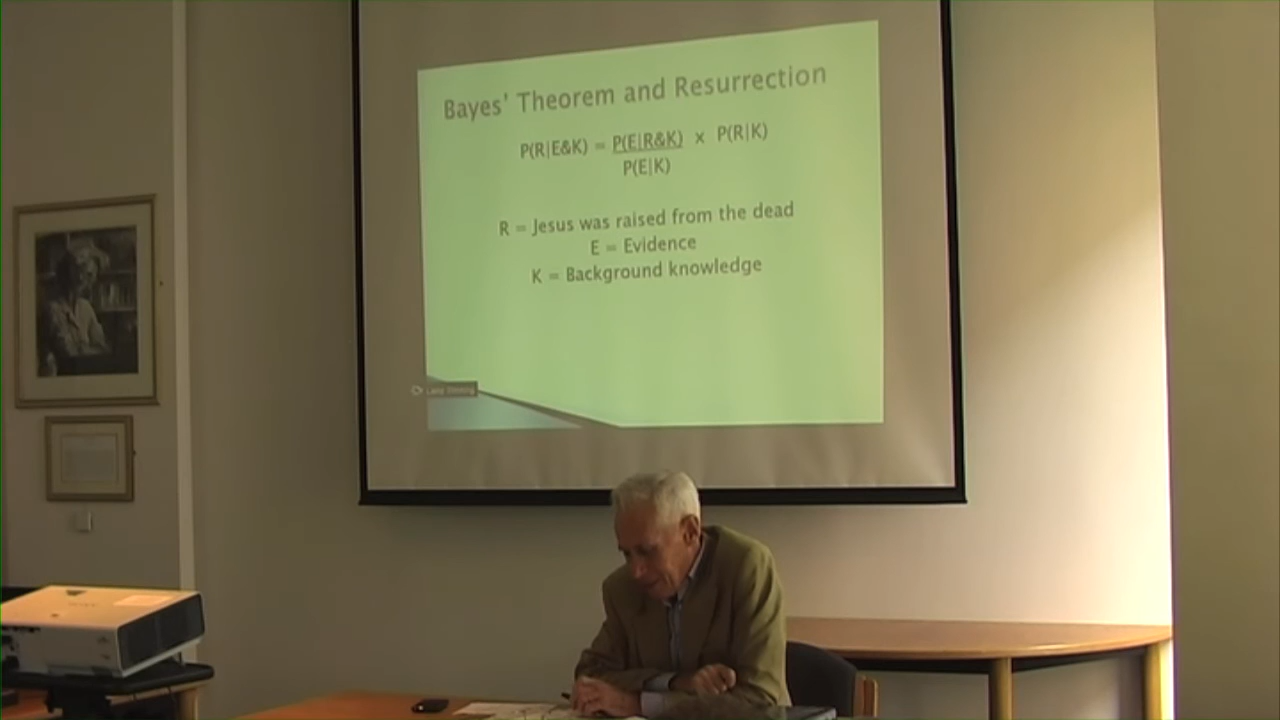 Bayes' Theorem and Resurrection
P(R|E&K) = P(E|R&K) x P(R|K)
P(E|K)
R = Jesus was raised from the dead
E = Evidence
K = Background knowledge